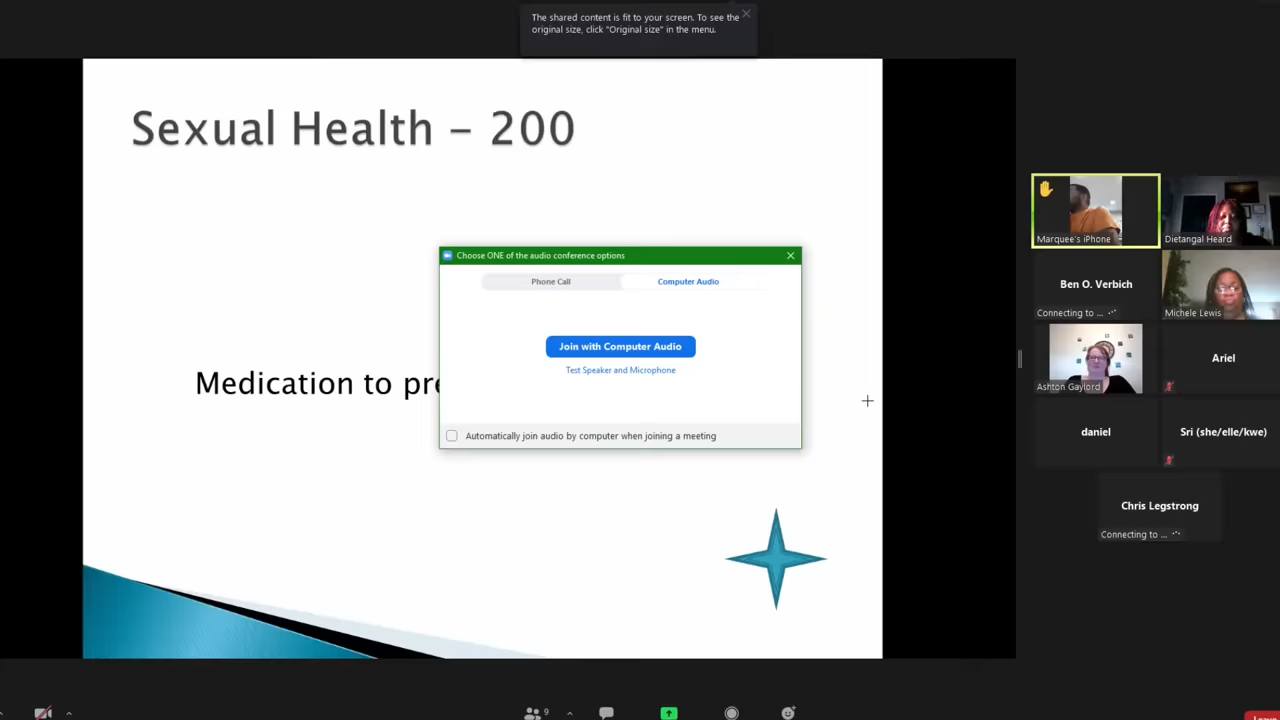 The shared content is fit to your screen. To see the
original size, click "Original size" in the menu.
Sexual Health – 200
Choose ONE of the audio conference options
Phone Call
Computer Audio
Join with Computer Audio
Test Speaker and Microphone
Automatically join audio by computer when joining a meeting
Medication to
Marquee's iPhone
Dietangal Heard
Ben O. Verbich
Connecting to ...
Michele Lewis
Ashton Gaylord
Ariel
daniel
Sri (she/elle/kwe)
Chris Legstrong
Connecting to ...
9